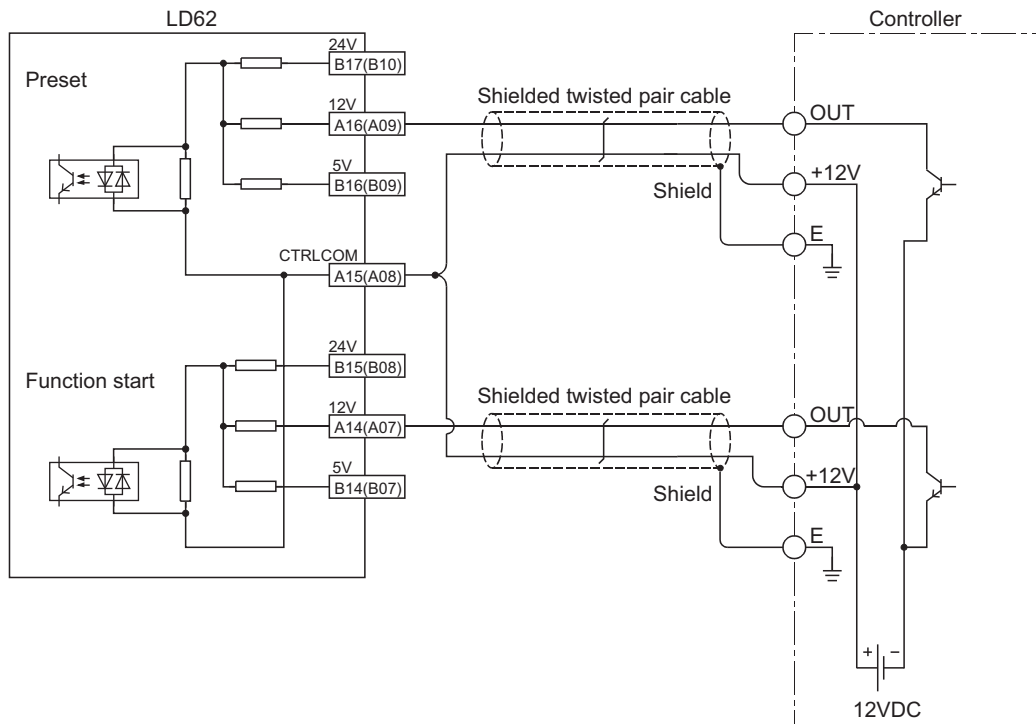 LD62
Controller
Preset
24V
B17(B10)
12V
A16(A09)
5V
B16(B09)
CTRLCOM
A15(A08)
Shielded twisted pair cable
Shield
OUT
+12V
E
Function start
24V
B15(B08)
12V
A14(A07)
5V
B14(B07)
Shielded twisted pair cable
Shield
OUT
+12V
E
+ −
12VDC